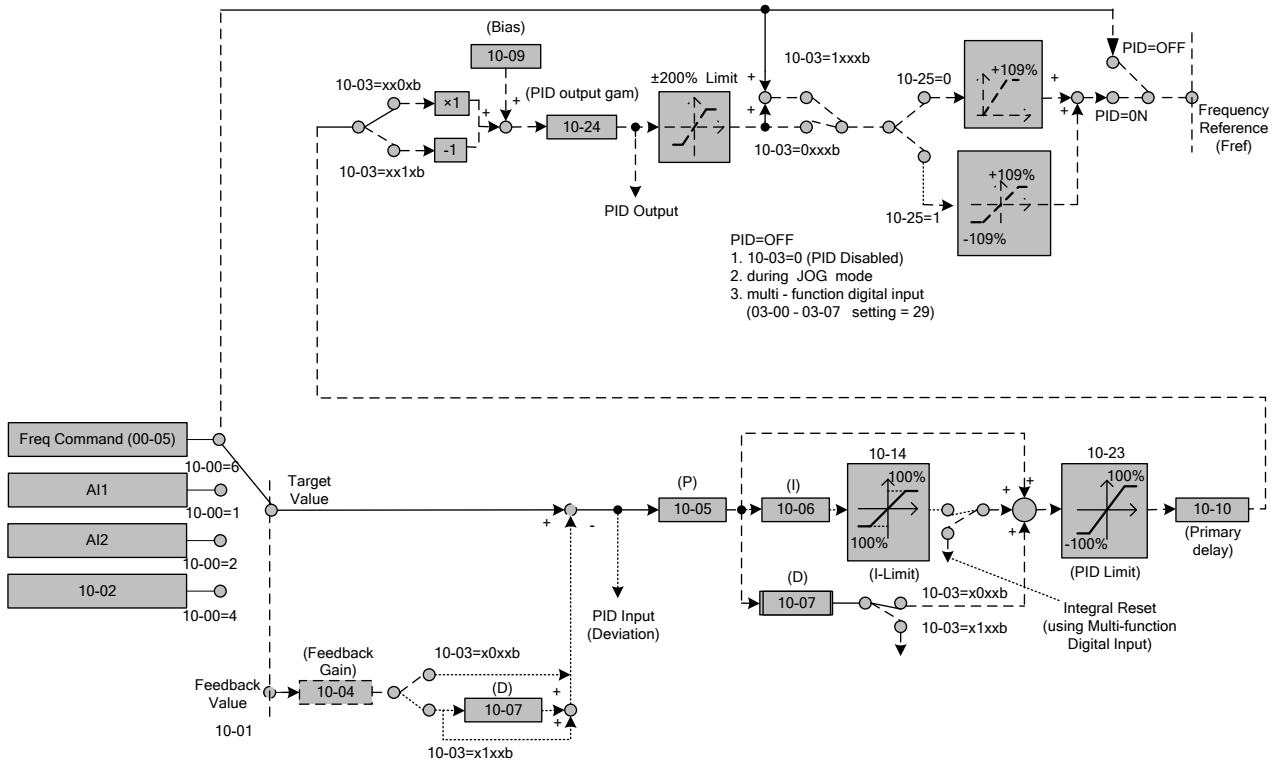 (Bias)
10-09
10-03=xx0xb
×1
-1
10-03=xx1xb
+
+
(PID output gam)
10-24
PID Output
±200% Limit
+
+
10-03=1xxxb
10-03=0xxxb
10-25=0
+109%
10-25=1
+109%
-109%
+
+
PID=OFF
PID=0N
Frequency
Reference
(Fref)
PID=OFF
1. 10-03=0 (PID Disabled)
2. during JOG mode
3. multi - function digital input
(03-00 - 03-07 setting = 29)
Freq Command (00-05)
10-00=6
AI1
10-00=1
AI2
10-00=2
10-02
10-00=4
Target
Value
+
-
PID Input
(Deviation)
(P)
10-05
(I)
10-06
10-14
100%
100%
(I-Limit)
(D)
10-07
10-03=x0xxb
10-03=x1xxb
Integral Reset
(using Multi-function
Digital Input)
+
+
+
10-23
100%
-100%
(PID Limit)
10-10
(Primary
delay)
Feedback
Value
10-01
(Feedback
Gain)
10-04
10-03=x0xxb
(D)
10-07
+
+
10-03=x1xxb